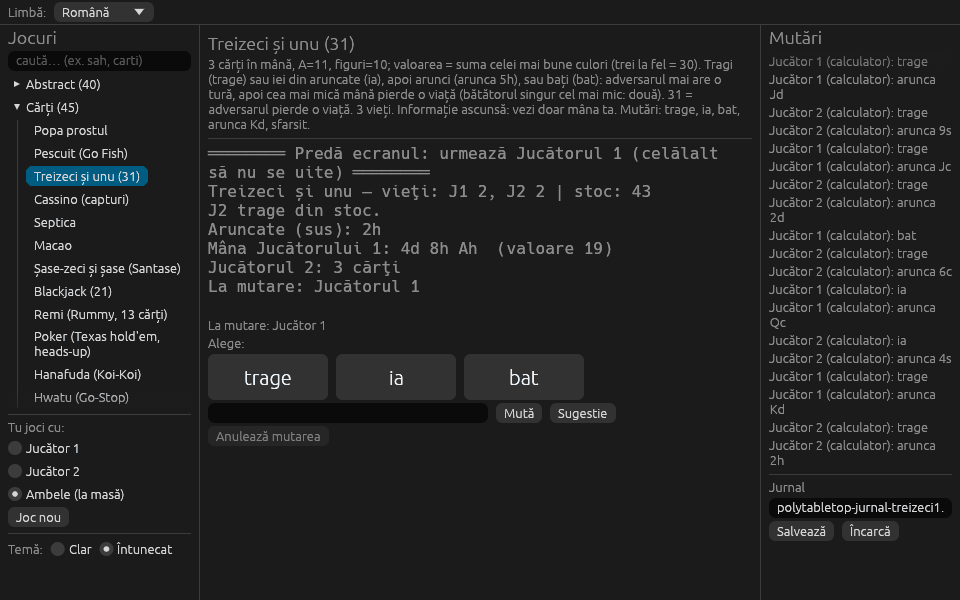 Limbă: Română
Jocuri
caută... (ex. sah, carti)
Abstract (40)
Cărți (45)
Popa prostul
Pescuit (Go Fish)
Treizeci și unu (31)
Cassino (capturi)
Septica
Macao
Șase-zeci și șase (Santase)
Blackjack (21)
Remi (Rummy, 13 cărți)
Poker (Texas hold'em,
heads-up)
Hanafuda (Koi-Koi)
Hwatu (Go-Stop)
Tu joci cu:
Jucător 1
Jucător 2
Ambele (la masă)
Joc nou
Temă: Clar Întunecat
Treizeci și unu (31)
3 cărți în mână, A=11, figuri=10; valoarea = suma celei mai bune culori (trei la fel = 30). Tragi
(trage) sau iei din aruncate (ia), apoi arunci (arunca 5h), sau bați (bat): adversarul mai are o
tură, apoi cea mai mică mână pierde o viață (bătătorul singur cel mai mic: două). 31 =
adversarul pierde o viață. 3 vieți. Informație ascunsă: vezi doar mâna ta. Mutări: trage, ia, bat,
arunca Kd, sfarsit.
════════ Predă ecranul: urmează Jucătorul 1 (celălalt
să nu se uite) ════════
Treizeci și unu — vieți: J1 2, J2 2 | stoc: 43
J2 trage din stoc.
Aruncate (sus): 2h
Mâna Jucătorului 1: 4d 8h Ah (valoare 19)
Jucătorul 2: 3 cărți
La mutare: Jucătorul 1
La mutare: Jucător 1
Alege:
trage ia bat
Mută Sugestie
Anulează mutarea
Mutări
Jucător 1 (calculator): trage
Jucător 1 (calculator): arunca
Jd
Jucător 2 (calculator): trage
Jucător 2 (calculator): arunca 9s
Jucător 1 (calculator): trage
Jucător 1 (calculator): arunca Jc
Jucător 2 (calculator): trage
Jucător 2 (calculator): arunca
2d
Jucător 1 (calculator): bat
Jucător 2 (calculator): trage
Jucător 2 (calculator): arunca 6c
Jucător 1 (calculator): ia
Jucător 1 (calculator): arunca
Qc
Jucător 2 (calculator): ia
Jucător 2 (calculator): arunca 4s
Jucător 1 (calculator): trage
Jucător 1 (calculator): arunca
Kd
Jucător 2 (calculator): trage
Jucător 2 (calculator): arunca
2h
Jurnal
polytabletop-jurnal-treizeci1.
Salvează Încarcă